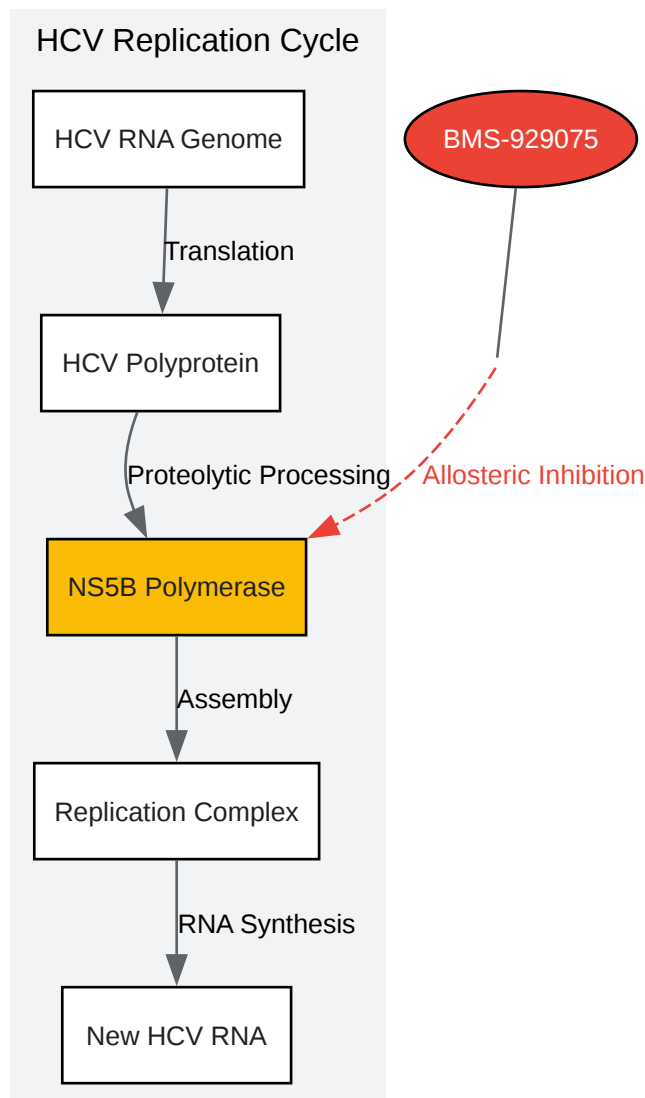 HCV Replication Cycle
HCV RNA Genome
BMS-929075
Translation
HCV Polyprotein
Proteolytic Processing
Allosteric Inhibition
NS5B Polymerase
Assembly
Replication Complex
RNA Synthesis
New HCV RNA